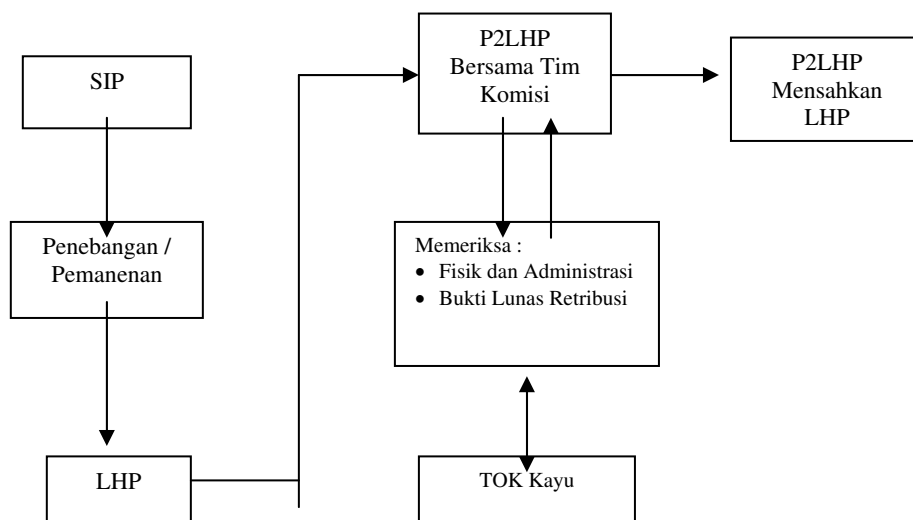 SIP
Penebangan /
Pemanenan
LHP
P2LHP
Bersama Tim
Komisi
Memeriksa :
• Fisik dan Administrasi
• Bukti Lunas Retribusi
TOK Kayu
P2LHP
Mensahkan
LHP